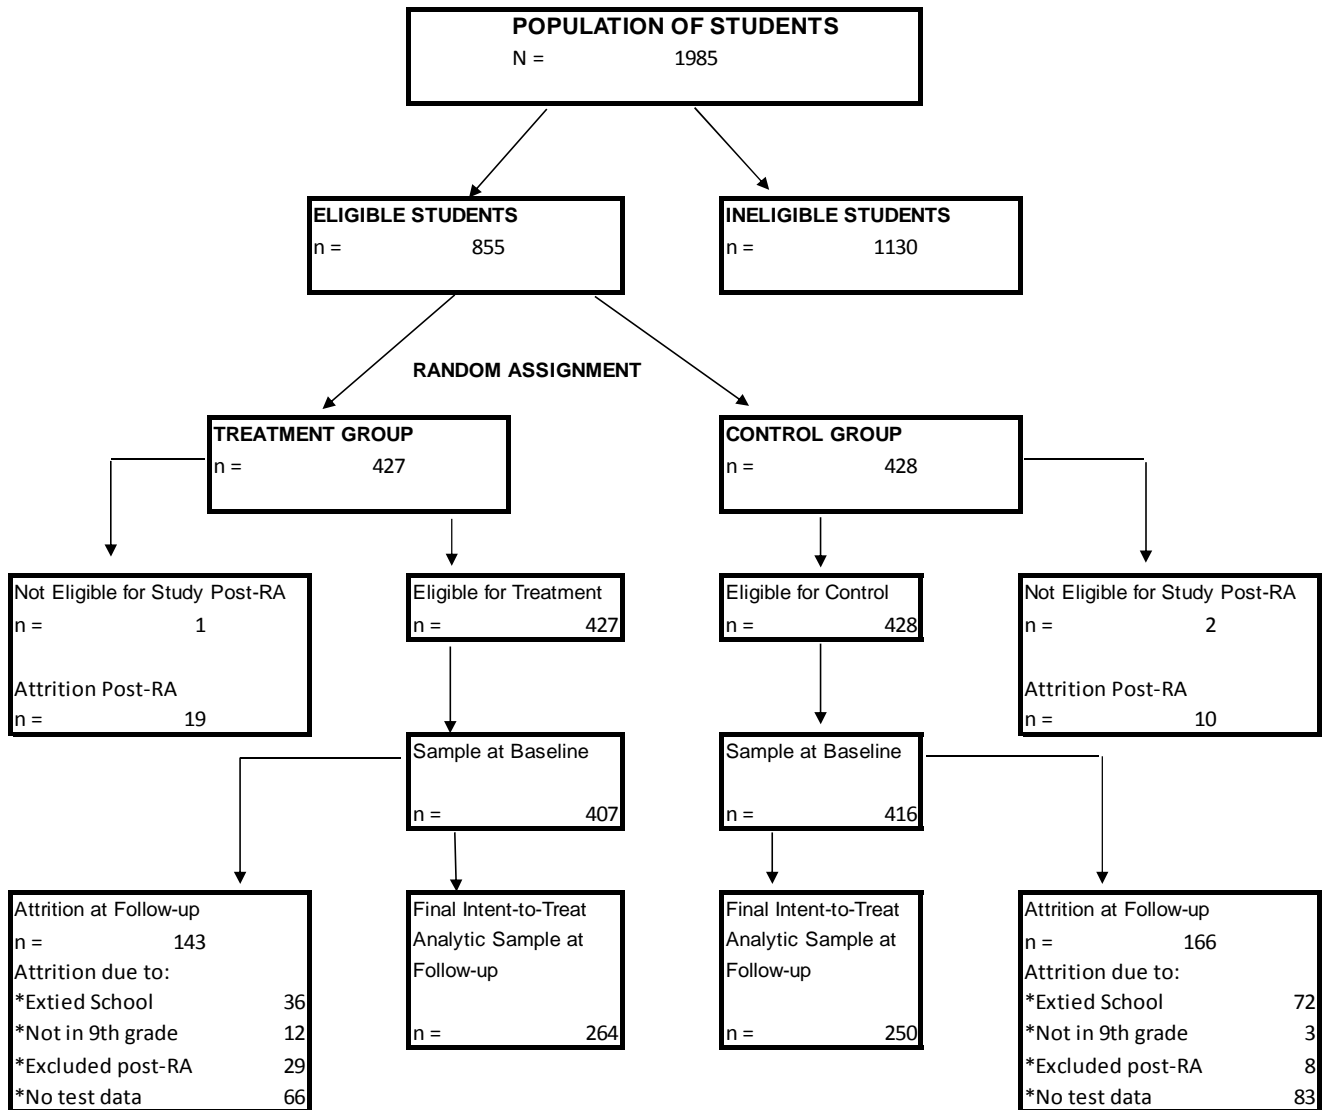 POPULATION OF STUDENTS
N = 1985
ELIGIBLE STUDENTS
n = 855
INELIGIBLE STUDENTS
n = 1130
RANDOM ASSIGNMENT
TREATMENT GROUP
n = 427
CONTROL GROUP
n = 428
Not Eligible for Study Post-RA
n = 1
Attrition Post-RA
n = 19
Eligible for Treatment
n = 427
Eligible for Control
n = 428
Not Eligible for Study Post-RA
n = 2
Attrition Post-RA
n = 10
Sample at Baseline
n = 407
Sample at Baseline
n = 416
Attrition at Follow-up
n = 143
Attrition due to:
*Extied School 36
*Not in 9th grade 12
*Excluded post-RA 29
*No test data 66
Final Intent-to-Treat
Analytic Sample at
Follow-up
n = 264
Final Intent-to-Treat
Analytic Sample at
Follow-up
n = 250
Attrition at Follow-up
n = 166
Attrition due to:
*Extied School 72
*Not in 9th grade 3
*Excluded post-RA 8
*No test data 83